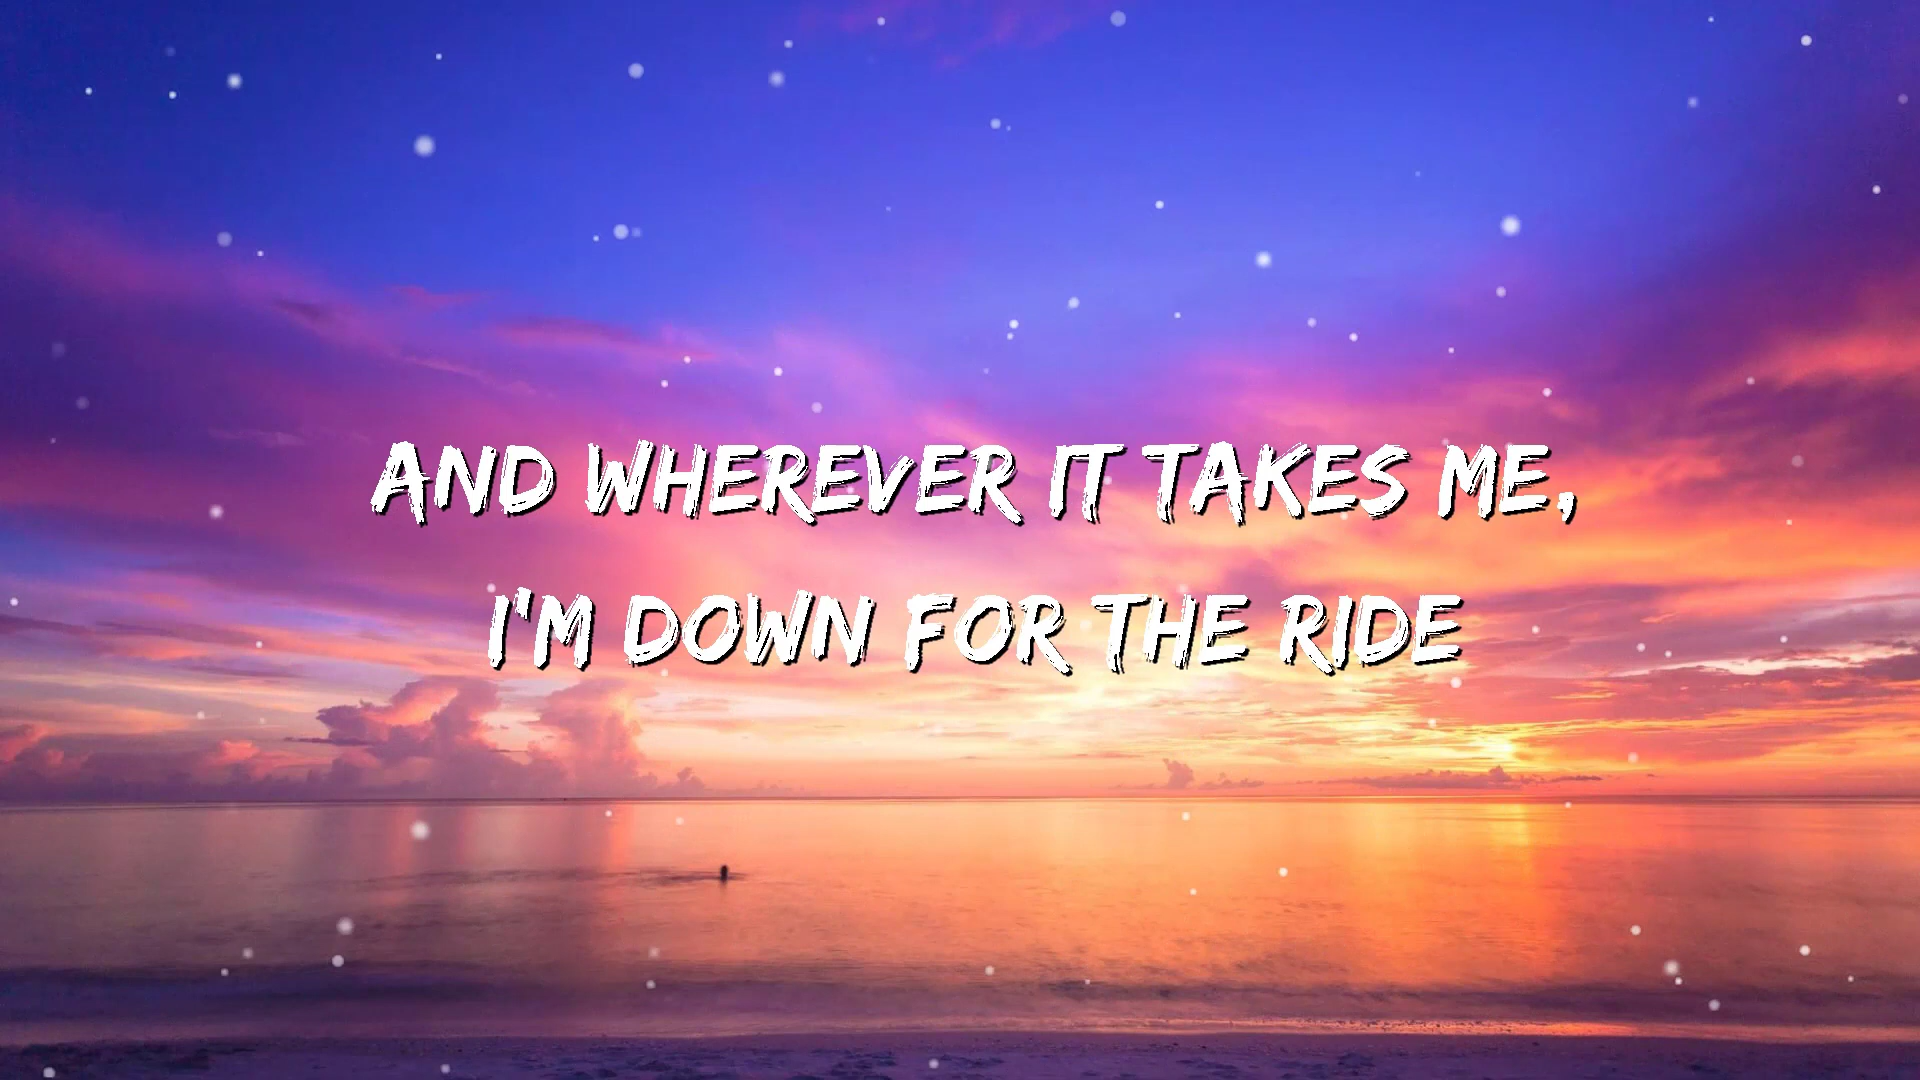 AND WHEREVER IT TAKES ME,
I'M DOWN FOR THE RIDE